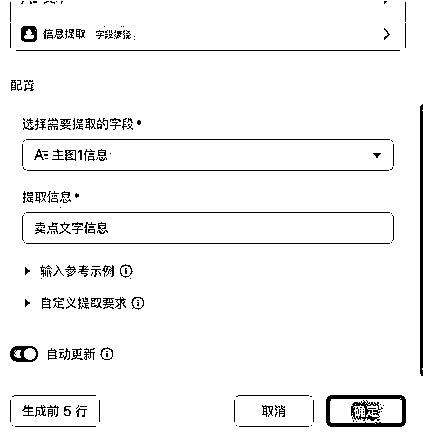 信息提取 字段捷径
配置
选择需要提取的字段*
主图1信息
提取信息*
卖点文字信息
输入参考示例
自定义提取要求
自动更新
生成前 5 行
取消
确定